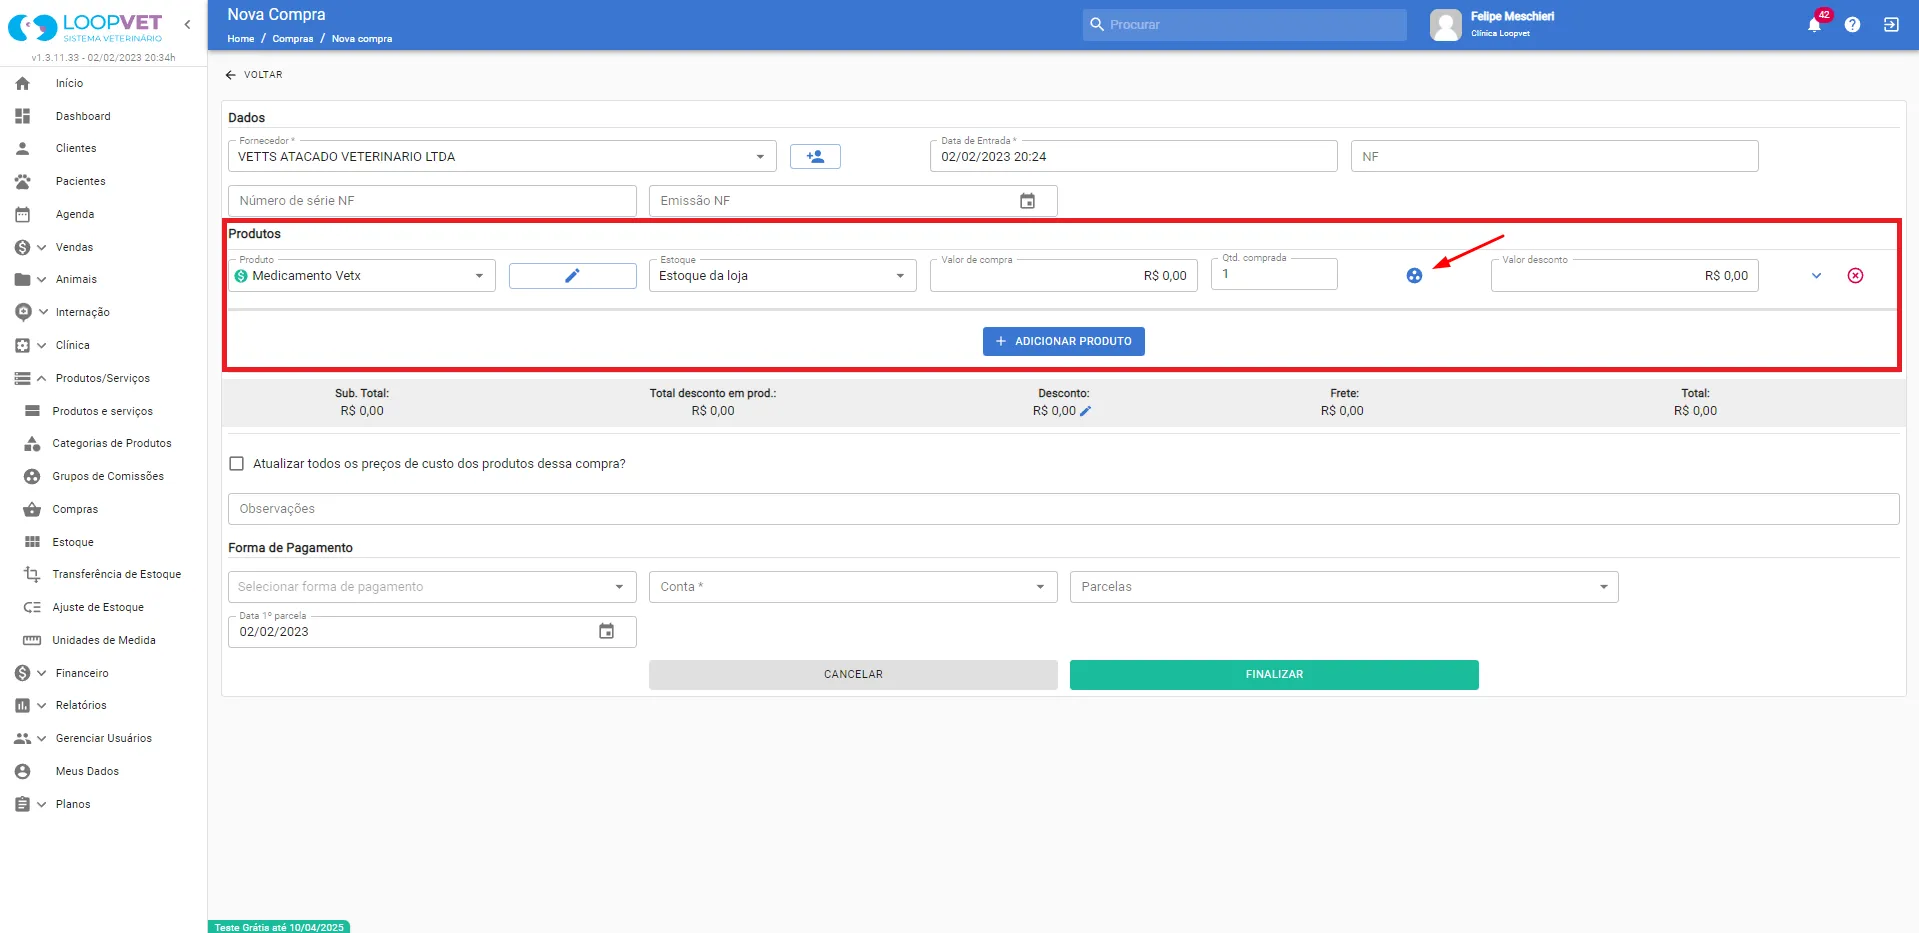 LOOPVET
SISTEMA VETERINÁRIO
v1.3.11.33 - 02/02/2023 20:34h
Início
Dashboard
Clientes
Pacientes
Agenda
Vendas
Animais
Internação
Clínica
Produtos/Serviços
Produtos e serviços
Categorias de Produtos
Grupos de Comissões
Compras
Estoque
Transferência de Estoque
Ajuste de Estoque
Unidades de Medida
Financeiro
Relatórios
Gerenciar Usuários
Meus Dados
Planos
Nova Compra
Home / Compras / Nova compra
Procurar
Felipe Meschieri
Clínica Loopvet
42
VOLTAR
Dados
Fornecedor *
VETTS ATACADO VETERINARIO LTDA
Data de Entrada *
02/02/2023 20:24
NF
Número de série NF
Emissão NF
Produtos
Produto
Medicamento Vetx
Estoque
Estoque da loja
Valor de compra
R$ 0,00
Qtd. comprada
1
Valor desconto
R$ 0,00
+ ADICIONAR PRODUTO
Sub. Total:
R$ 0,00
Total desconto em prod.:
R$ 0,00
Desconto:
R$ 0,00
Frete:
R$ 0,00
Total:
R$ 0,00
Atualizar todos os preços de custo dos produtos dessa compra?
Observações
Forma de Pagamento
Selecionar forma de pagamento
Conta *
Parcelas
Data 1º parcela
02/02/2023
CANCELAR
FINALIZAR
Teste Grátis até 10/04/2025